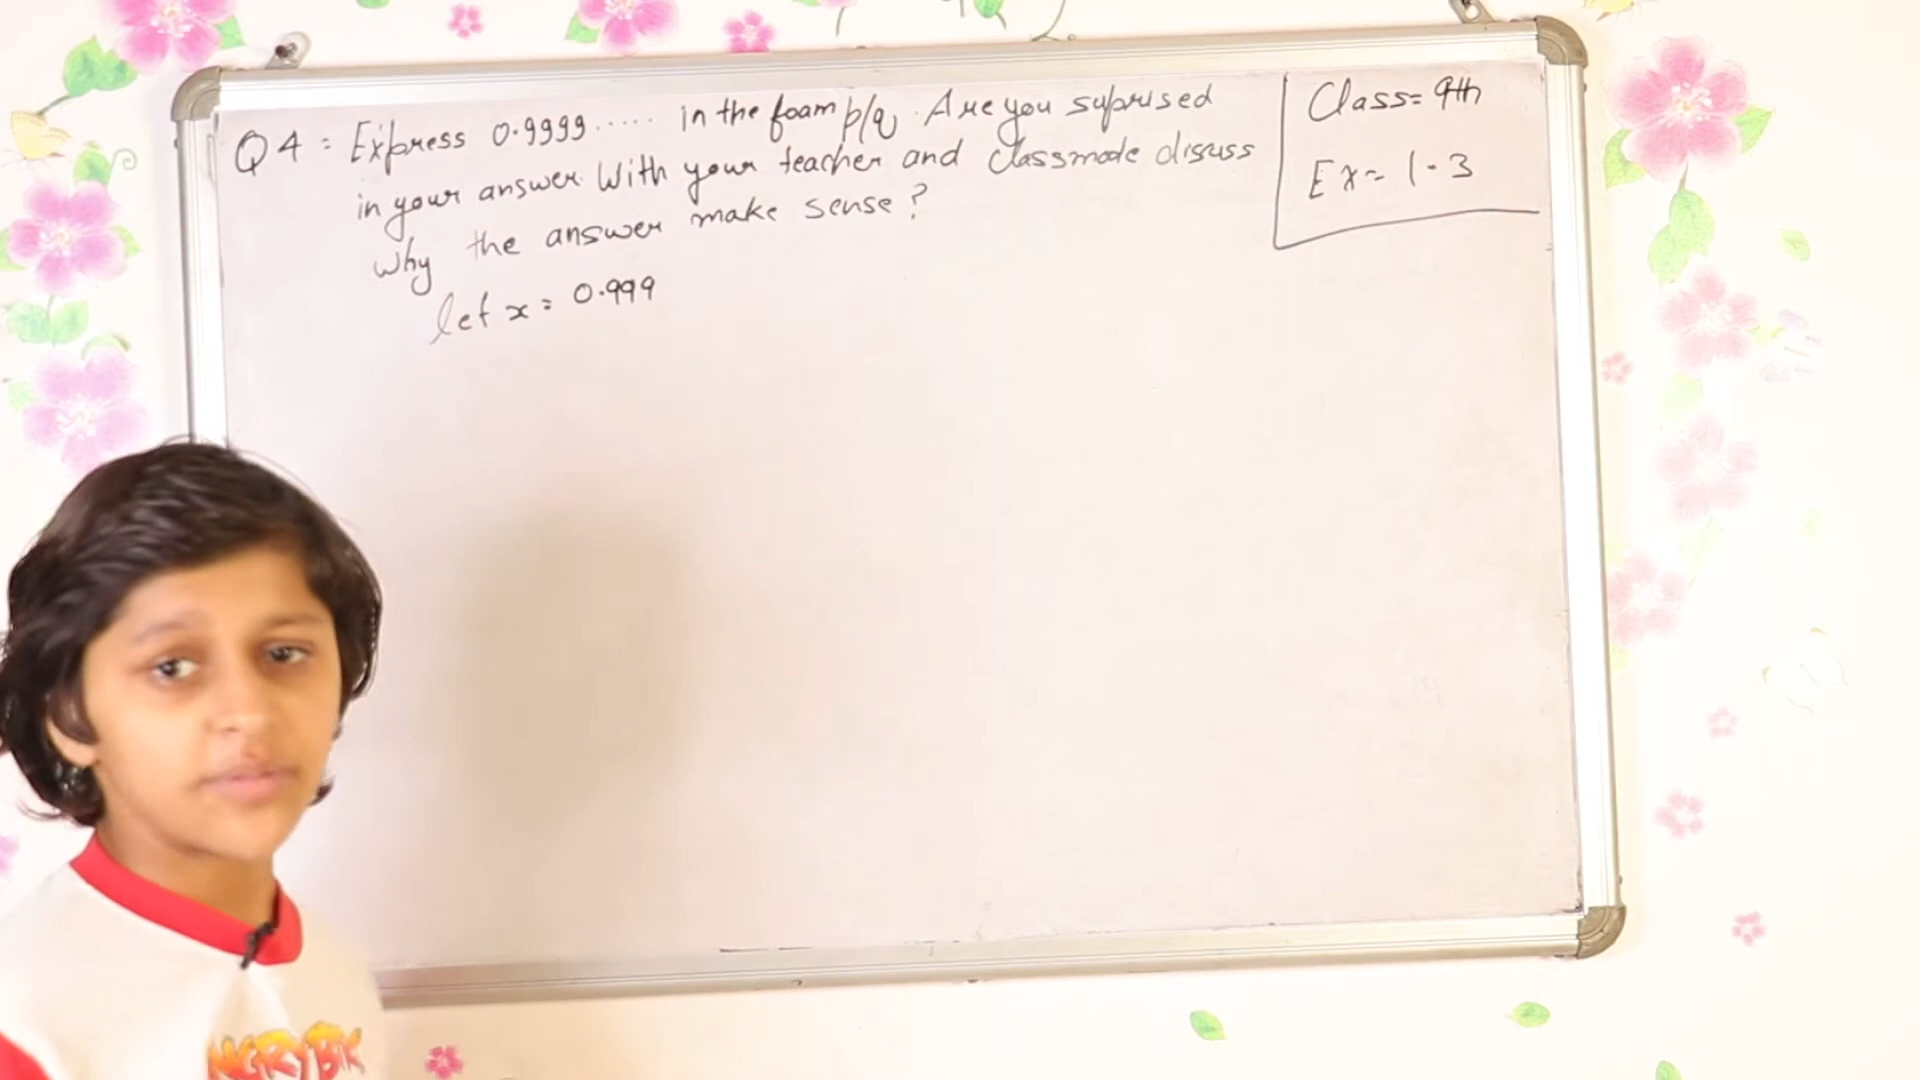 Q4 = Express 0.9999..... in the foam p/q. Are you suprised
in your answer. With your teacher and classmate discuss
why the answer make sense?
let x = 0.999
Class= 9th
Ex~ 1.3